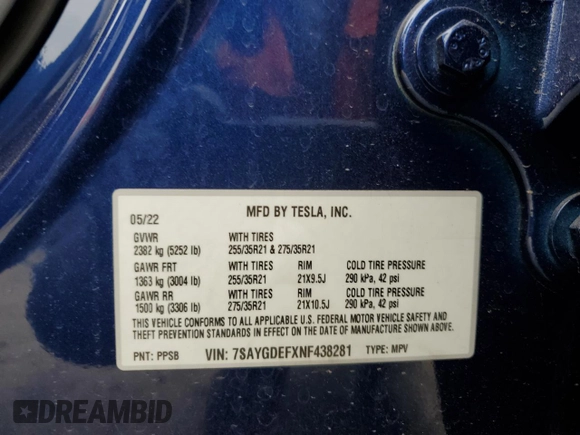 05/22 MFD BY TESLA, INC.
GVWR WITH TIRES
2382 kg (5252 lb) 255/35R21 & 275/35R21
GAWR FRT WITH TIRES RIM COLD TIRE PRESSURE
1363 kg (3004 lb) 255/35R21 21X9.5J 290 kPa, 42 psi
GAWR RR WITH TIRES RIM COLD TIRE PRESSURE
1500 kg (3306 lb) 275/35R21 21X10.5J 290 kPa, 42 psi
THIS VEHICLE CONFORMS TO ALL APPLICABLE U.S. FEDERAL MOTOR VEHICLE SAFETY AND
THEFT PREVENTION STANDARDS IN EFFECT ON THE DATE OF MANUFACTURE SHOWN ABOVE.
PNT: PPSB VIN: 7SAYGDEFXNF438281 TYPE: MPV
DREAMBID